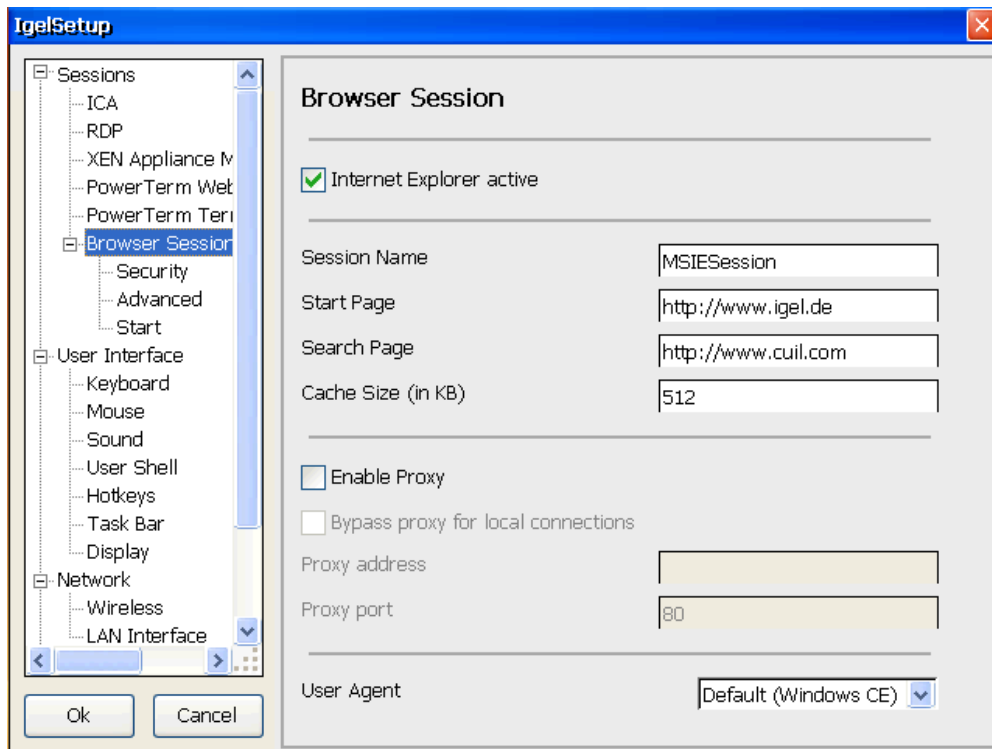 IgelSetup
Sessions
ICA
RDP
XEN Appliance M
PowerTerm Web
PowerTerm Ter
Browser Session
Security
Advanced
Start
User Interface
Keyboard
Mouse
Sound
User Shell
Hotkeys
Task Bar
Display
Network
Wireless
LAN Interface
Ok
Cancel
Browser Session
Internet Explorer active
Session Name
MSIESession
Start Page
http://www.igel.de
Search Page
http://www.cuil.com
Cache Size (in KB)
512
Enable Proxy
Bypass proxy for local connections
Proxy address
Proxy port
80
User Agent
Default (Windows CE)